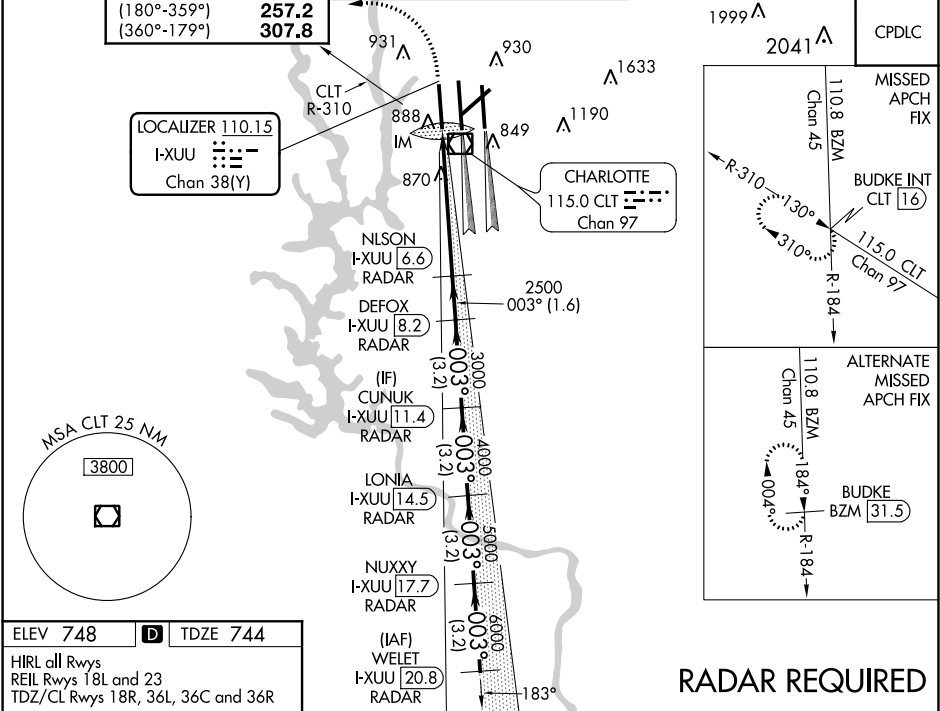 (180°-359°) 257.2
(360°-179°) 307.8
931
930
1633
1999
2041
CPDLC
CLT
R-310
888
IM
849
1190
870
LOCALIZER 110.15
I-XUU
Chan 38(Y)
CHARLOTTE
115.0 CLT
Chan 97
NLSON
I-XUU 6.6
RADAR
2500
003° (1.6)
DEFOX
I-XUU 8.2
RADAR
3000
003°
(3.2)
(IF)
CUNUK
I-XUU 11.4
RADAR
4000
003°
(3.2)
LONIA
I-XUU 14.5
RADAR
5000
003°
(3.2)
NUXXY
I-XUU 17.7
RADAR
6000
003°
(3.2)
(IAF)
WELET
I-XUU 20.8
RADAR
183°
MISSED
APCH
FIX
110.8 BZM
Chan 45
BUDKE INT
CLT 16
R-310
130°
310°
115.0 CLT
Chan 97
R-184
ALTERNATE
MISSED
APCH FIX
110.8 BZM
Chan 45
184°
004°
BUDKE
BZM 31.5
R-184
MSA CLT 25 NM
3800
ELEV 748 D TDZE 744
HIRL all Rwys
REIL Rwys 18L and 23
TDZ/CL Rwys 18R, 36L, 36C and 36R
RADAR REQUIRED